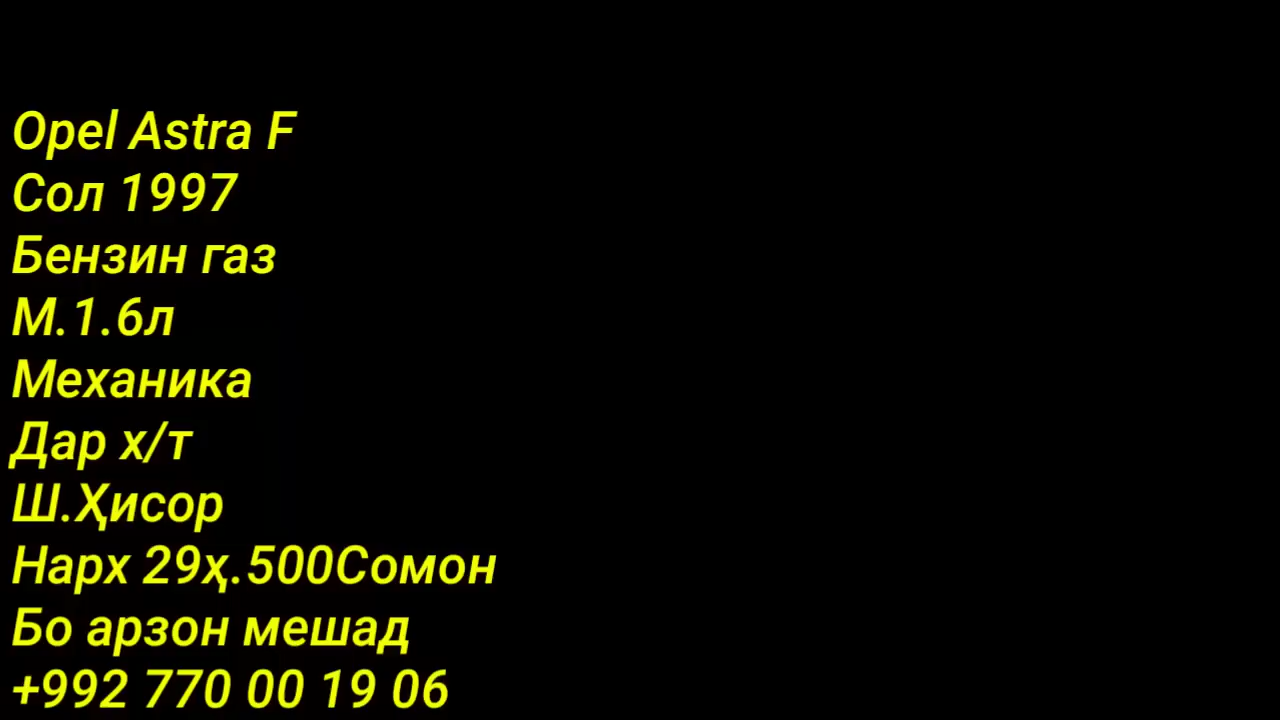 Opel Astra F
Сол 1997
Бензин газ
М.1.6л
Механика
Дар х/т
Ш.Ҳисор
Нарх 29ҳ.500Сомон
Бо арзон мешад
+992 770 00 19 06